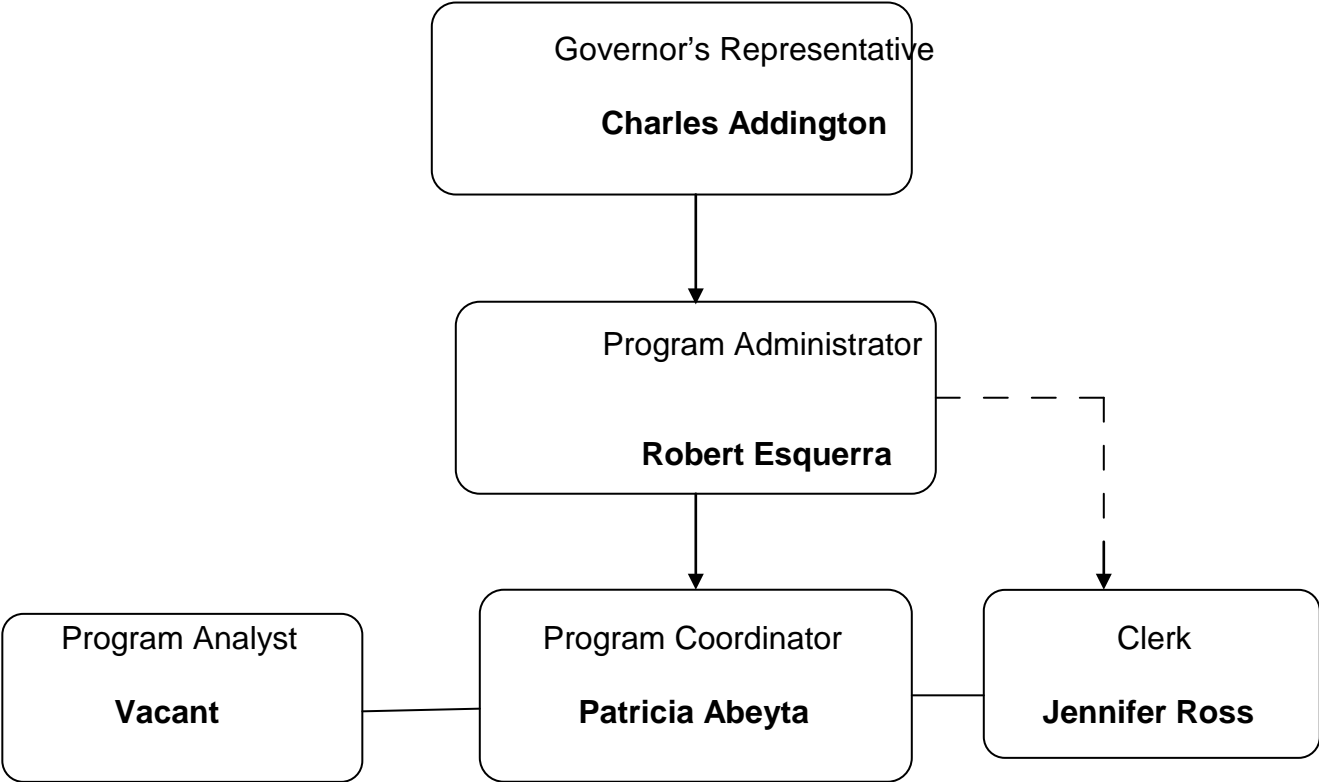 Governor’s Representative
Charles Addington
Program Administrator
Robert Esquerra
Program Analyst
Vacant
Program Coordinator
Patricia Abeyta
Clerk
Jennifer Ross